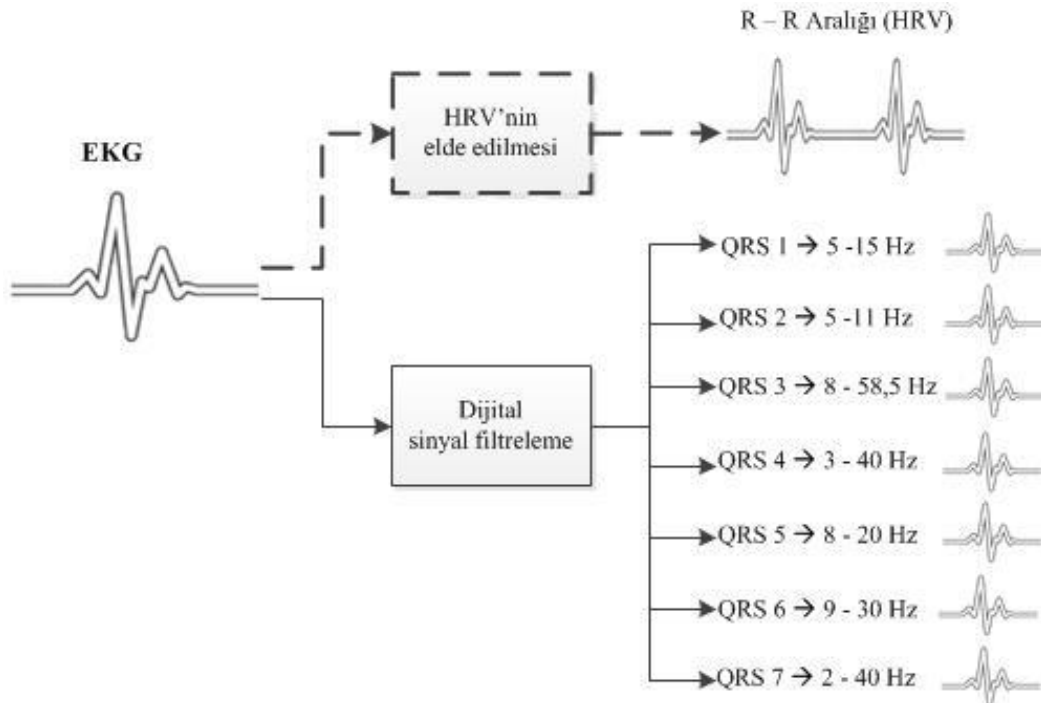 R – R Aralığı (HRV)
HRV’nin
elde edilmesi
EKG
Dijital
sinyal filtreleme
QRS 1 → 5 -15 Hz
QRS 2 → 5 -11 Hz
QRS 3 → 8 - 58,5 Hz
QRS 4 → 3 - 40 Hz
QRS 5 → 8 - 20 Hz
QRS 6 → 9 - 30 Hz
QRS 7 → 2 - 40 Hz